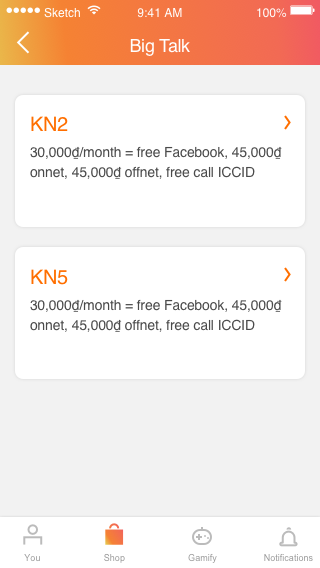 Sketch 9:41 AM 100%
Big Talk
KN2
30,000₫/month = free Facebook, 45,000₫
onnet, 45,000₫ offnet, free call ICCID
KN5
30,000₫/month = free Facebook, 45,000₫
onnet, 45,000₫ offnet, free call ICCID
You Shop Gamify Notifications